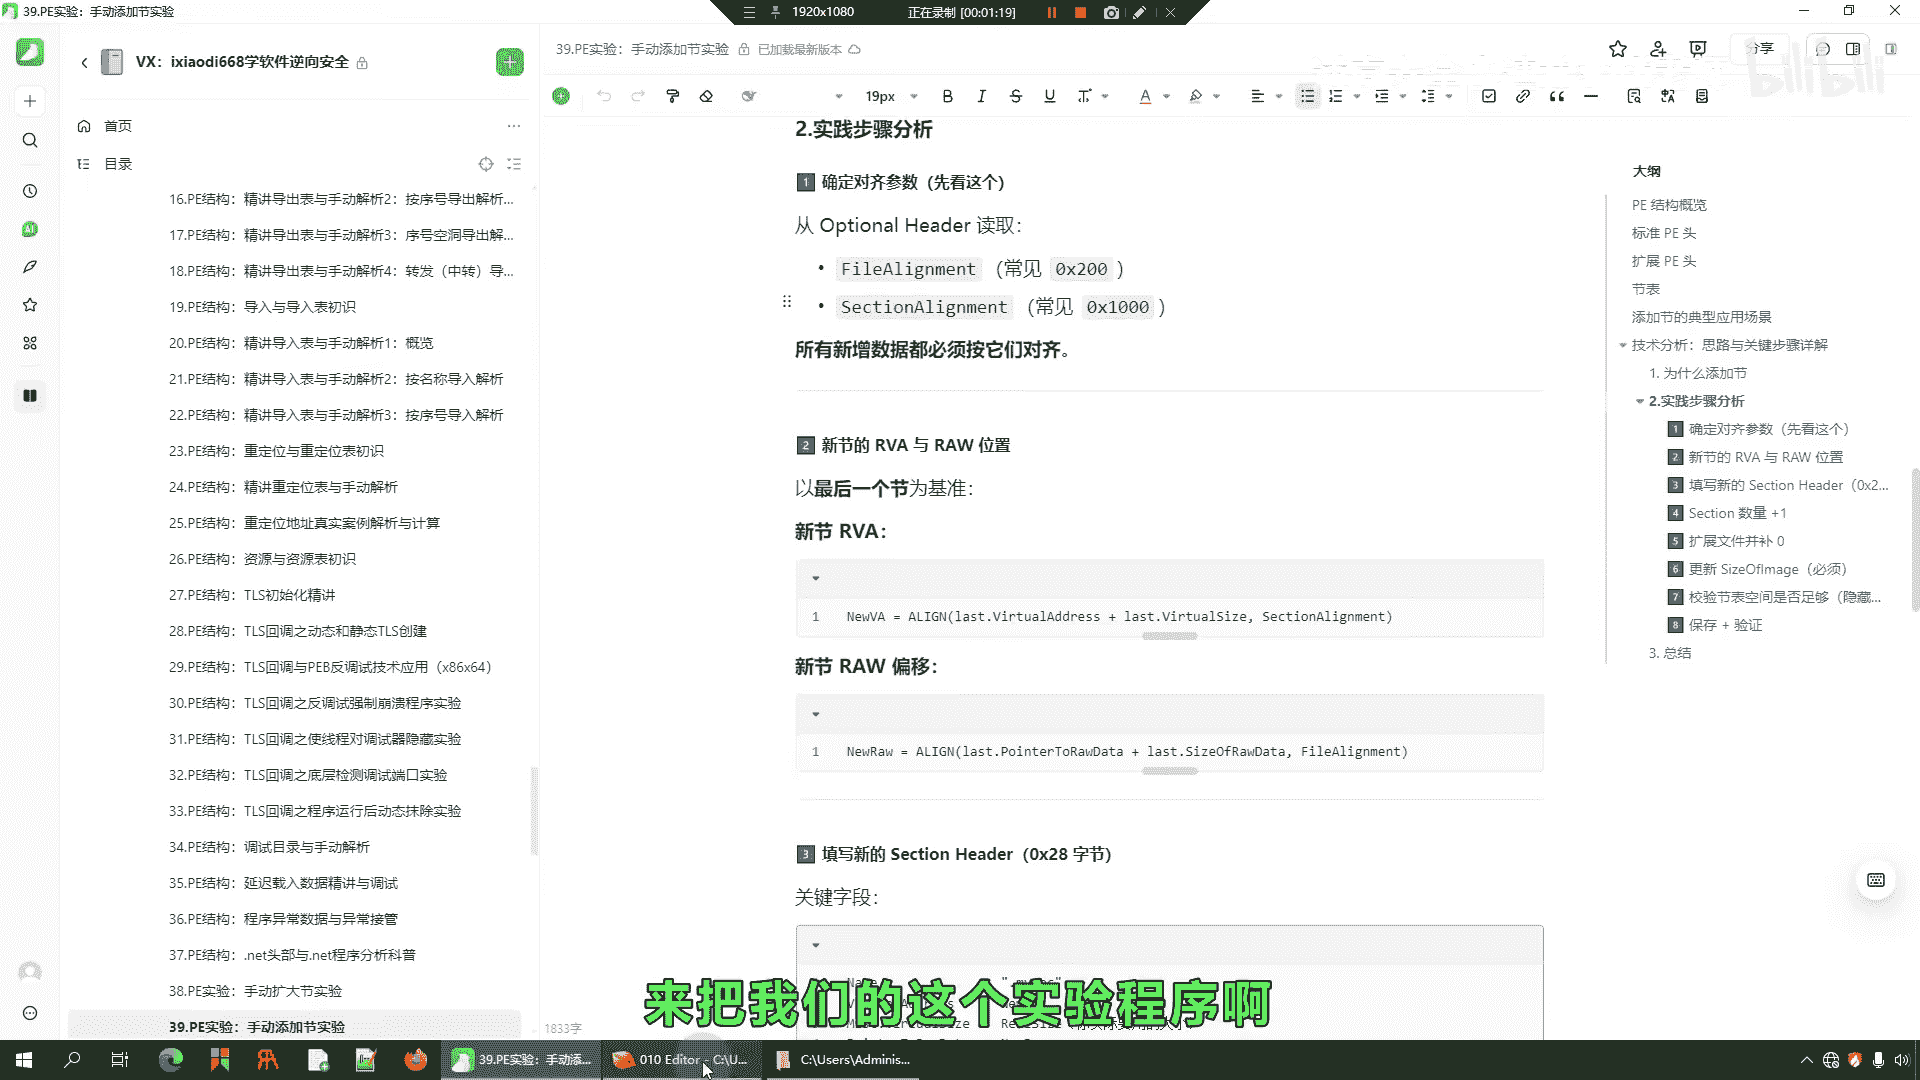 39.PE实验：手动添加节实验
1920x1080
正在录制 [00:01:19]
VX：ixiaodi668学软件逆向安全
39.PE实验：手动添加节实验
已加载最新版本
分享
bilibili
19px
首页
目录
16.PE结构：精讲导出表与手动解析2：按序号导出解析...
17.PE结构：精讲导出表与手动解析3：序号空洞导出解...
18.PE结构：精讲导出表与手动解析4：转发（中转）导...
19.PE结构：导入与导入表初识
20.PE结构：精讲导入表与手动解析1：概览
21.PE结构：精讲导入表与手动解析2：按名称导入解析
22.PE结构：精讲导入表与手动解析3：按序号导入解析
23.PE结构：重定位与重定位表初识
24.PE结构：精讲重定位表与手动解析
25.PE结构：重定位地址真实案例解析与计算
26.PE结构：资源与资源表初识
27.PE结构：TLS初始化精讲
28.PE结构：TLS回调之动态和静态TLS创建
29.PE结构：TLS回调与PEB反调试技术应用（x86x64）
30.PE结构：TLS回调之反调试强制崩溃程序实验
31.PE结构：TLS回调之使线程对调试器隐藏实验
32.PE结构：TLS回调之底层检测调试端口实验
33.PE结构：TLS回调之程序运行后动态抹除实验
34.PE结构：调试目录与手动解析
35.PE结构：延迟载入数据精讲与调试
36.PE结构：程序异常数据与异常接管
37.PE结构：.net头部与.net程序分析科普
38.PE实验：手动扩大节实验
39.PE实验：手动添加节实验
2.实践步骤分析
1 确定对齐参数（先看这个）
从 Optional Header 读取：
• FileAlignment （常见 0x200 ）
• SectionAlignment （常见 0x1000 ）
所有新增数据都必须按它们对齐。
2 新节的 RVA 与 RAW 位置
以最后一个节为基准：
新节 RVA：
1 NewVA = ALIGN(last.VirtualAddress + last.VirtualSize, SectionAlignment)
新节 RAW 偏移：
1 NewRaw = ALIGN(last.PointerToRawData + last.SizeOfRawData, FileAlignment)
3 填写新的 Section Header（0x28 字节）
关键字段：
来把我们的这个实验程序啊
1833字
大纲
PE 结构概览
标准 PE 头
扩展 PE 头
节表
添加节的典型应用场景
技术分析：思路与关键步骤详解
1. 为什么添加节
2.实践步骤分析
1 确定对齐参数（先看这个）
2 新节的 RVA 与 RAW 位置
3 填写新的 Section Header（0x2...
4 Section 数量 +1
5 扩展文件并补 0
6 更新 SizeOfImage（必须）
7 校验节表空间是否足够（隐藏...
8 保存 + 验证
3. 总结
39.PE实验：手动添...
010 Editor - C:\U...
C:\Users\Adminis...